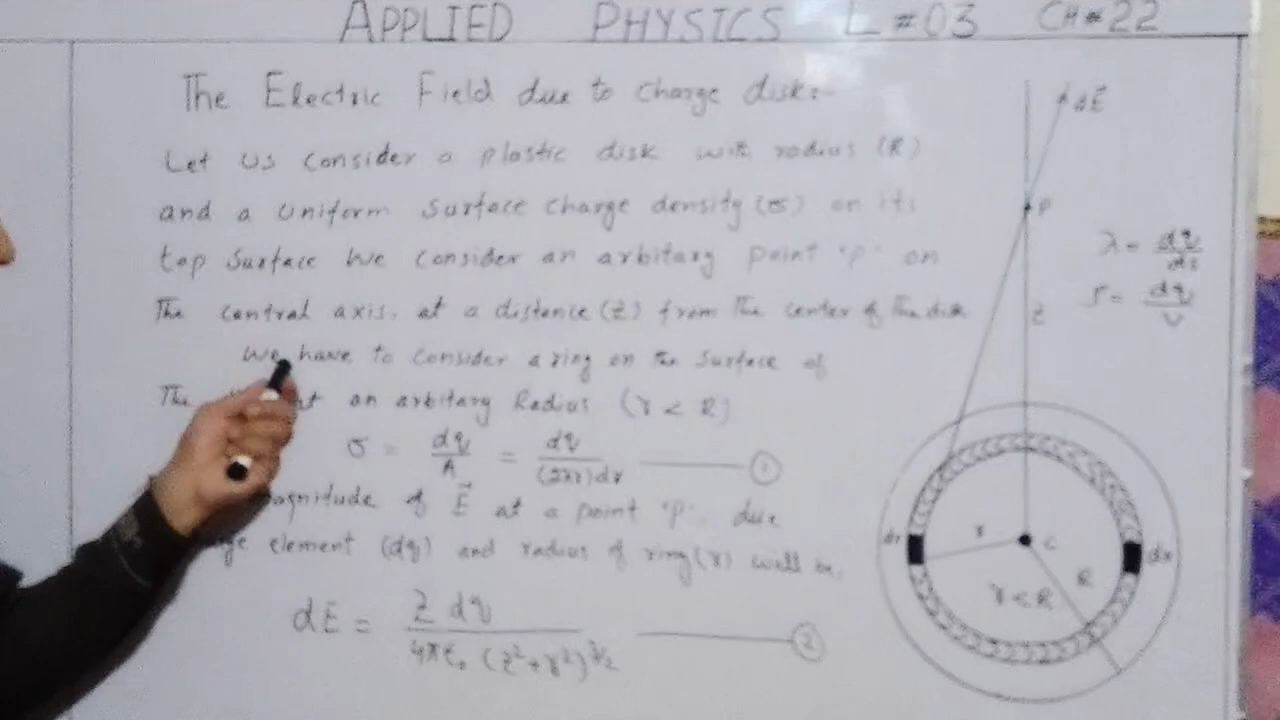 APPLIED PHYSICS L#03 CH#22
The Electric Field due to charge disk:-
Let us consider a plastic disk with radius (R)
and a uniform surface charge density (σ) on its
top surface We consider an arbitary point 'P' on
The central axis, at a distance (z) from The center of The disk
We have to consider a ring on the surface of
The at an arbitary Radius (r < R)
σ = dq/A = dq/(2πr)dr ——— ①
magnitude of E⃗ at a point 'P', due
element (dq) and radius of ring (r) will be,
dE = Z dq / 4πε₀ (z²+r²)^3/2 ——— ②
dE⃗
P
z
λ = dq/ds
ρ = dq/V
dr
r
C
dr
R
r<R